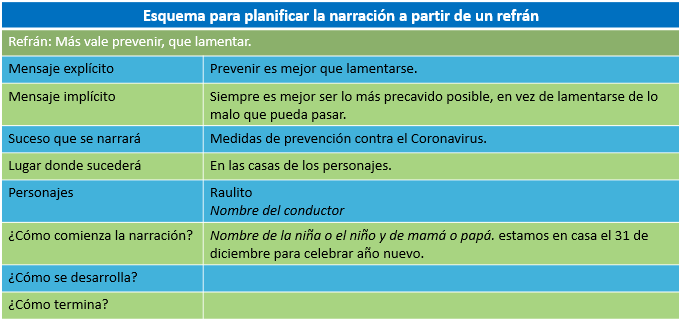 Esquema para planificar la narración a partir de un refrán
Refrán: Más vale prevenir, que lamentar.
Mensaje explícito
Prevenir es mejor que lamentarse.
Mensaje implícito
Siempre es mejor ser lo más precavido posible, en vez de lamentarse de lo
malo que pueda pasar.
Suceso que se narrará
Medidas de prevención contra el Coronavirus.
Lugar donde sucederá
En las casas de los personajes.
Personajes
Raulito
Nombre del conductor
¿Cómo comienza la narración?
Nombre de la niña o el niño y de mamá o papá. estamos en casa el 31 de
diciembre para celebrar año nuevo.
¿Cómo se desarrolla?
¿Cómo termina?